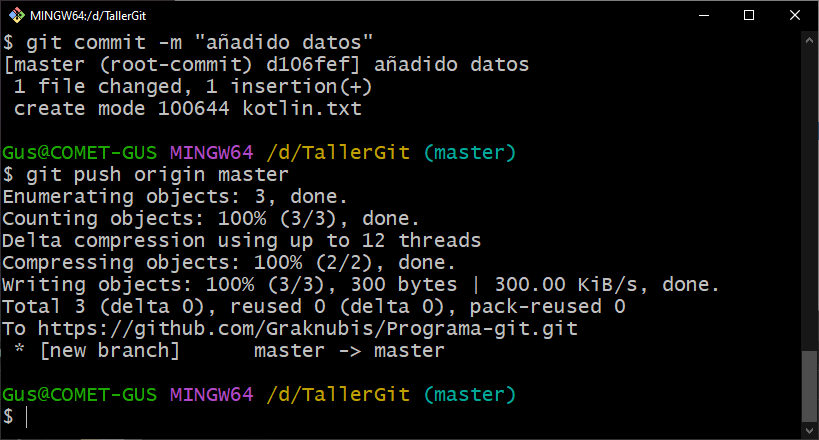 MINGW64:/d/TallerGit
$ git commit -m "añadido datos"
[master (root-commit) d106fef] añadido datos
 1 file changed, 1 insertion(+)
 create mode 100644 kotlin.txt

Gus@COMET-GUS MINGW64 /d/TallerGit (master)
$ git push origin master
Enumerating objects: 3, done.
Counting objects: 100% (3/3), done.
Delta compression using up to 12 threads
Compressing objects: 100% (2/2), done.
Writing objects: 100% (3/3), 300 bytes | 300.00 KiB/s, done.
Total 3 (delta 0), reused 0 (delta 0), pack-reused 0
To https://github.com/Graknubis/Programa-git.git
 * [new branch]      master -> master

Gus@COMET-GUS MINGW64 /d/TallerGit (master)
$